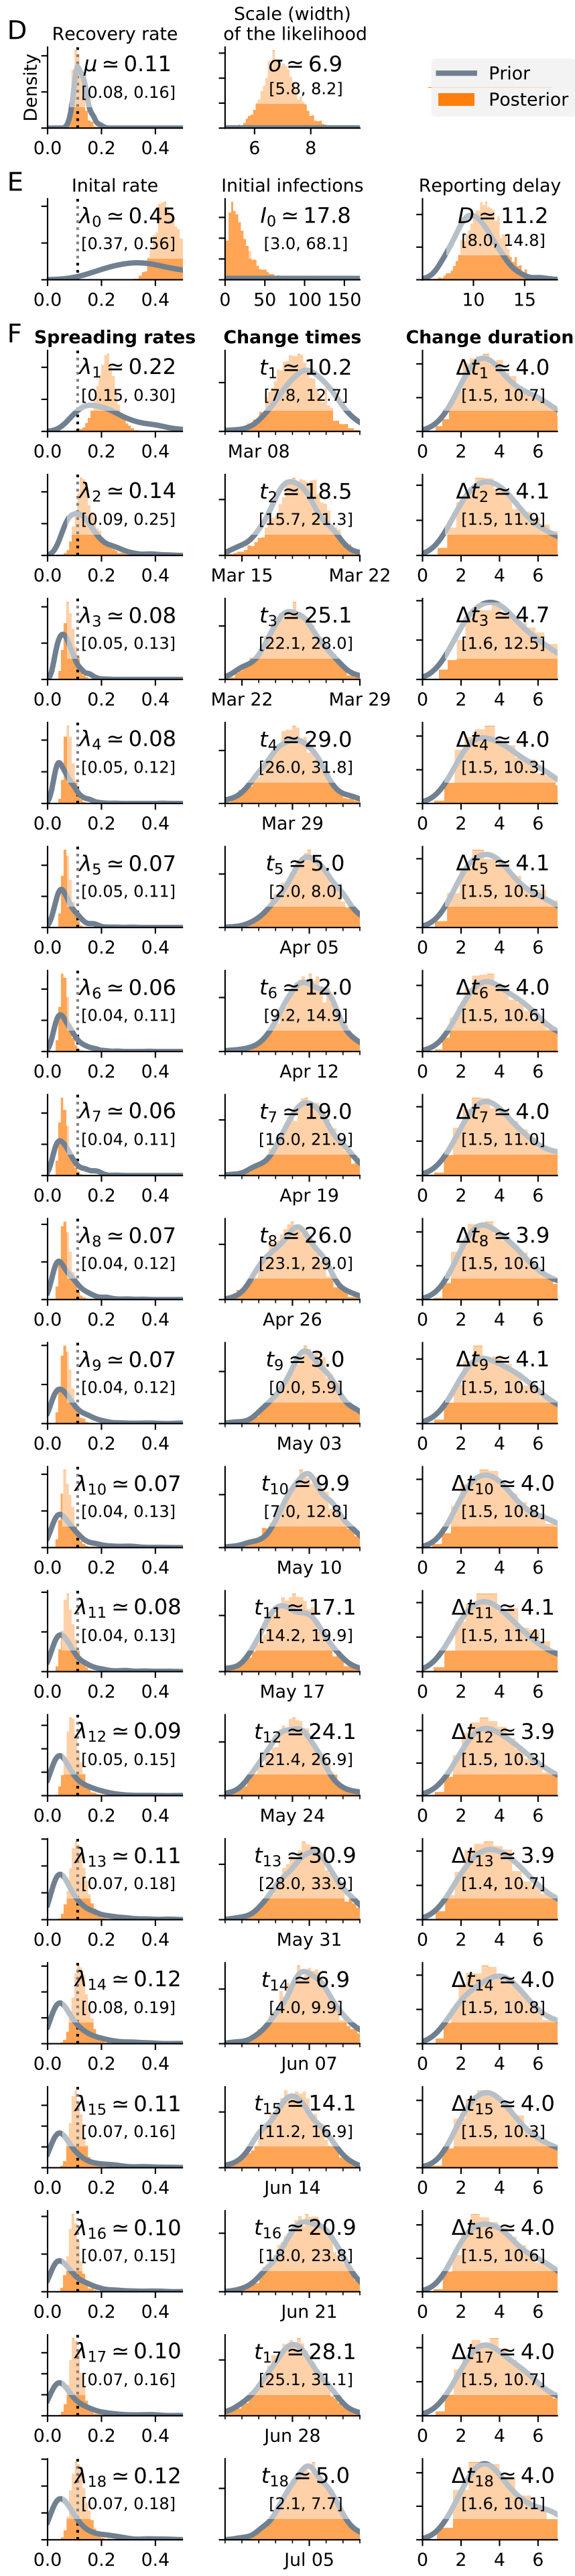 D
Recovery rate
Scale (width)
of the likelihood
Density
μ ≃ 0.11
[0.08, 0.16]
σ ≃ 6.9
[5.8, 8.2]
Prior
Posterior
0.0 0.2 0.4
6 8
E
Inital rate
Initial infections
Reporting delay
λ0 ≃ 0.45
[0.37, 0.56]
I0 ≃ 17.8
[3.0, 68.1]
D ≃ 11.2
[8.0, 14.8]
0.0 0.2 0.4
0 50 100 150
10 15
F
Spreading rates
Change times
Change duration
λ1 ≃ 0.22
[0.15, 0.30]
t1 ≃ 10.2
[7.8, 12.7]
Δt1 ≃ 4.0
[1.5, 10.7]
0.0 0.2 0.4
Mar 08
0 2 4 6
λ2 ≃ 0.14
[0.09, 0.25]
t2 ≃ 18.5
[15.7, 21.3]
Δt2 ≃ 4.1
[1.5, 11.9]
0.0 0.2 0.4
Mar 15 Mar 22
0 2 4 6
λ3 ≃ 0.08
[0.05, 0.13]
t3 ≃ 25.1
[22.1, 28.0]
Δt3 ≃ 4.7
[1.6, 12.5]
0.0 0.2 0.4
Mar 22 Mar 29
0 2 4 6
λ4 ≃ 0.08
[0.05, 0.12]
t4 ≃ 29.0
[26.0, 31.8]
Δt4 ≃ 4.0
[1.5, 10.3]
0.0 0.2 0.4
Mar 29
0 2 4 6
λ5 ≃ 0.07
[0.05, 0.11]
t5 ≃ 5.0
[2.0, 8.0]
Δt5 ≃ 4.1
[1.5, 10.5]
0.0 0.2 0.4
Apr 05
0 2 4 6
λ6 ≃ 0.06
[0.04, 0.11]
t6 ≃ 12.0
[9.2, 14.9]
Δt6 ≃ 4.0
[1.5, 10.6]
0.0 0.2 0.4
Apr 12
0 2 4 6
λ7 ≃ 0.06
[0.04, 0.11]
t7 ≃ 19.0
[16.0, 21.9]
Δt7 ≃ 4.0
[1.5, 11.0]
0.0 0.2 0.4
Apr 19
0 2 4 6
λ8 ≃ 0.07
[0.04, 0.12]
t8 ≃ 26.0
[23.1, 29.0]
Δt8 ≃ 3.9
[1.5, 10.6]
0.0 0.2 0.4
Apr 26
0 2 4 6
λ9 ≃ 0.07
[0.04, 0.12]
t9 ≃ 3.0
[0.0, 5.9]
Δt9 ≃ 4.1
[1.5, 10.6]
0.0 0.2 0.4
May 03
0 2 4 6
λ10 ≃ 0.07
[0.04, 0.13]
t10 ≃ 9.9
[7.0, 12.8]
Δt10 ≃ 4.0
[1.5, 10.8]
0.0 0.2 0.4
May 10
0 2 4 6
λ11 ≃ 0.08
[0.04, 0.13]
t11 ≃ 17.1
[14.2, 19.9]
Δt11 ≃ 4.1
[1.5, 11.4]
0.0 0.2 0.4
May 17
0 2 4 6
λ12 ≃ 0.09
[0.05, 0.15]
t12 ≃ 24.1
[21.4, 26.9]
Δt12 ≃ 3.9
[1.5, 10.3]
0.0 0.2 0.4
May 24
0 2 4 6
λ13 ≃ 0.11
[0.07, 0.18]
t13 ≃ 30.9
[28.0, 33.9]
Δt13 ≃ 3.9
[1.4, 10.7]
0.0 0.2 0.4
May 31
0 2 4 6
λ14 ≃ 0.12
[0.08, 0.19]
t14 ≃ 6.9
[4.0, 9.9]
Δt14 ≃ 4.0
[1.5, 10.8]
0.0 0.2 0.4
Jun 07
0 2 4 6
λ15 ≃ 0.11
[0.07, 0.16]
t15 ≃ 14.1
[11.2, 16.9]
Δt15 ≃ 4.0
[1.5, 10.3]
0.0 0.2 0.4
Jun 14
0 2 4 6
λ16 ≃ 0.10
[0.07, 0.15]
t16 ≃ 20.9
[18.0, 23.8]
Δt16 ≃ 4.0
[1.5, 10.6]
0.0 0.2 0.4
Jun 21
0 2 4 6
λ17 ≃ 0.10
[0.07, 0.16]
t17 ≃ 28.1
[25.1, 31.1]
Δt17 ≃ 4.0
[1.5, 10.7]
0.0 0.2 0.4
Jun 28
0 2 4 6
λ18 ≃ 0.12
[0.07, 0.18]
t18 ≃ 5.0
[2.1, 7.7]
Δt18 ≃ 4.0
[1.6, 10.1]
0.0 0.2 0.4
Jul 05
0 2 4 6